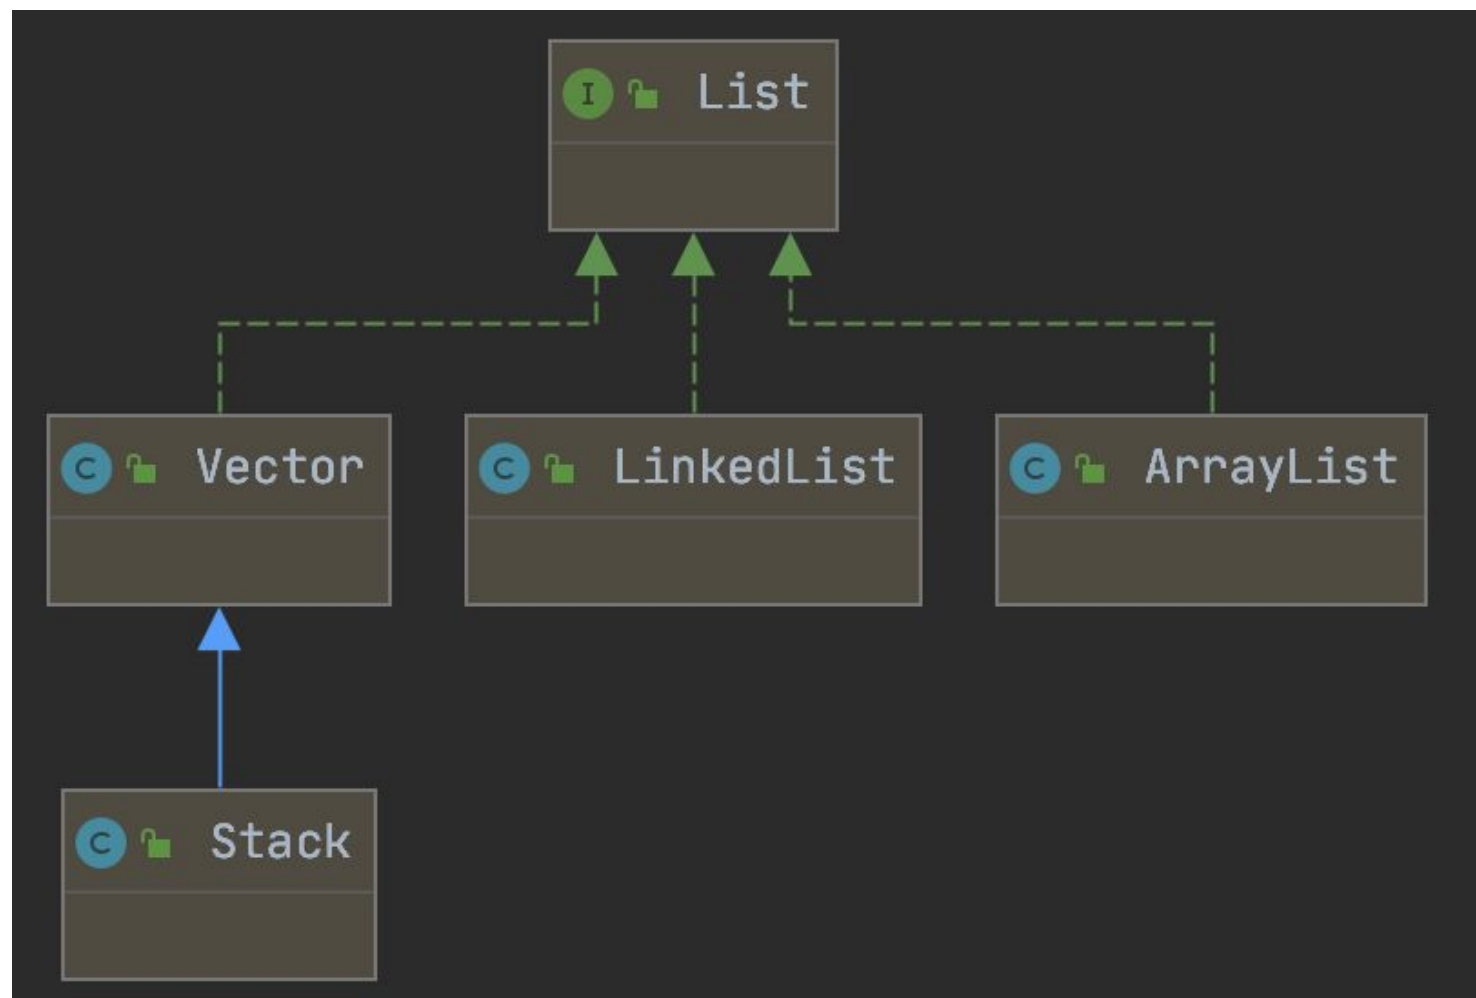 I List
C Vector
C LinkedList
C ArrayList
C Stack